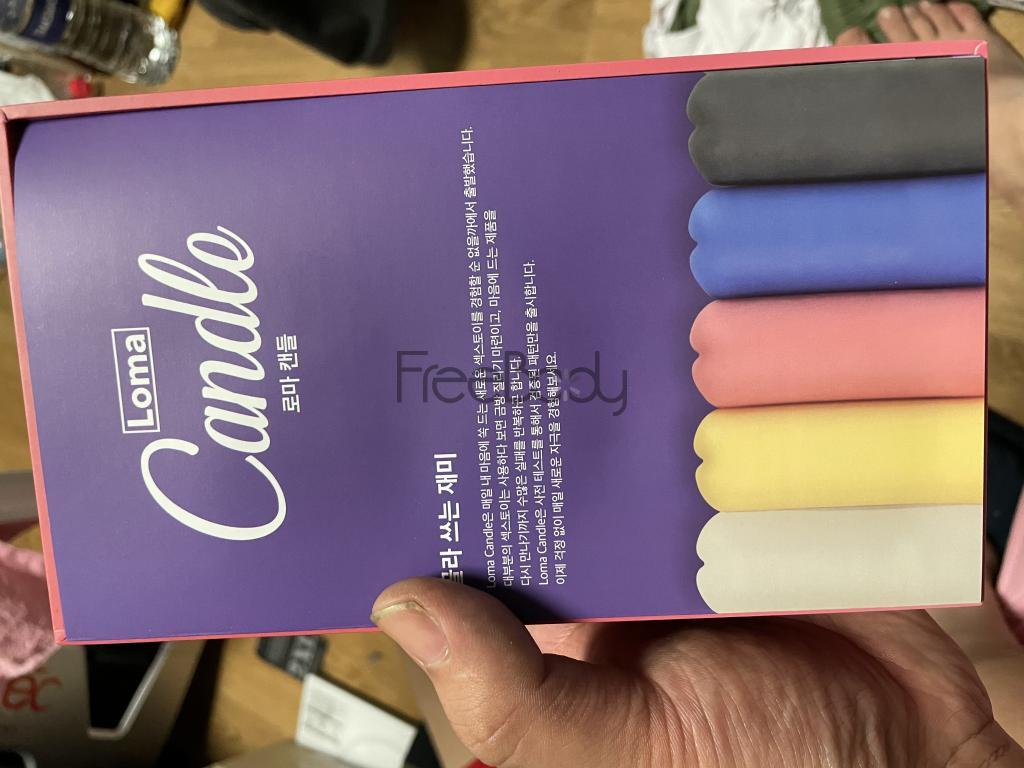 Loma
Candle
로마 캔들
쓰는 재미
Loma Candle은 매일 내 마음에 쏙 드는 새로운 섹스토이를 경험할 순 없을까에서 출발했습니다.
대부분의 섹스토이는 사용하다 보면 금방 질리기 마련이고, 마음에 드는 제품을
다시 만나기까지 수많은 실패를 반복하곤 합니다.
Loma Candle은 사전 테스트를 통해서 검증된 패턴만을 출시합니다.
이제 걱정 없이 매일 새로운 자극을 경험해보세요.